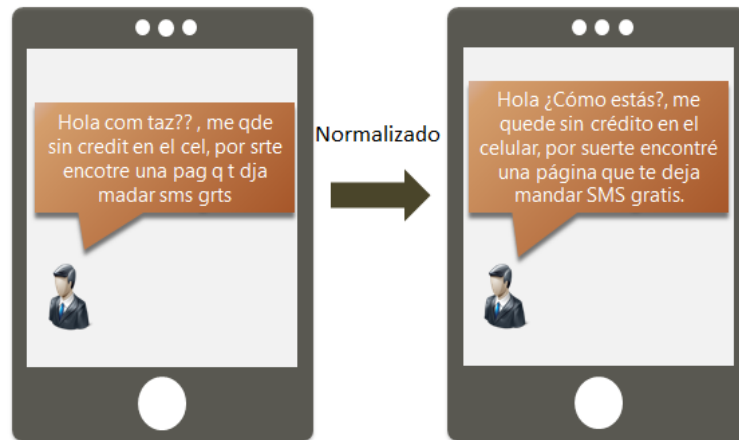 Hola com taz?? , me qde
sin credit en el cel, por srte
encotre una pag q t dja
madar sms grts
Normalizado
Hola ¿Cómo estás?, me
quede sin crédito en el
celular, por suerte encontré
una página que te deja
mandar SMS gratis.